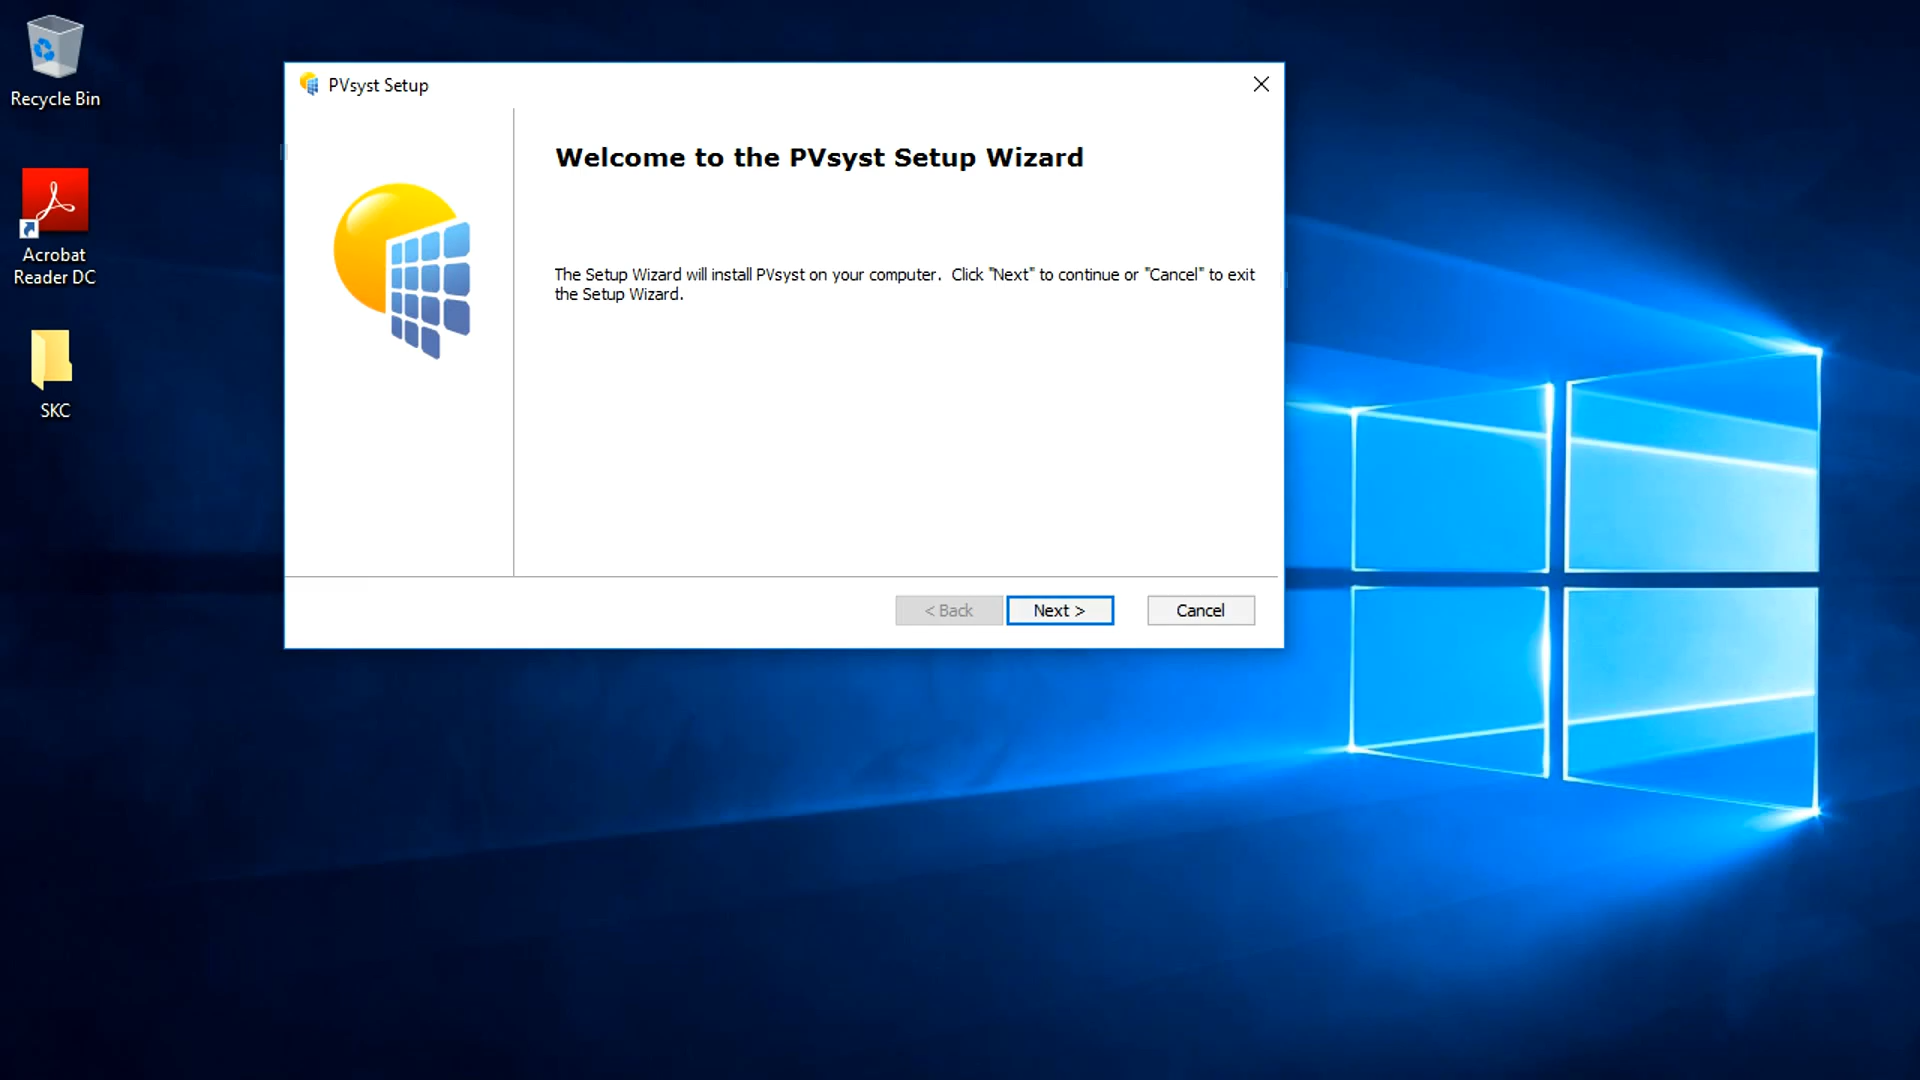 Recycle Bin
Acrobat
Reader DC
SKC
PVsyst Setup
Welcome to the PVsyst Setup Wizard
The Setup Wizard will install PVsyst on your computer.  Click "Next" to continue or "Cancel" to exit
the Setup Wizard.
< Back
Next >
Cancel